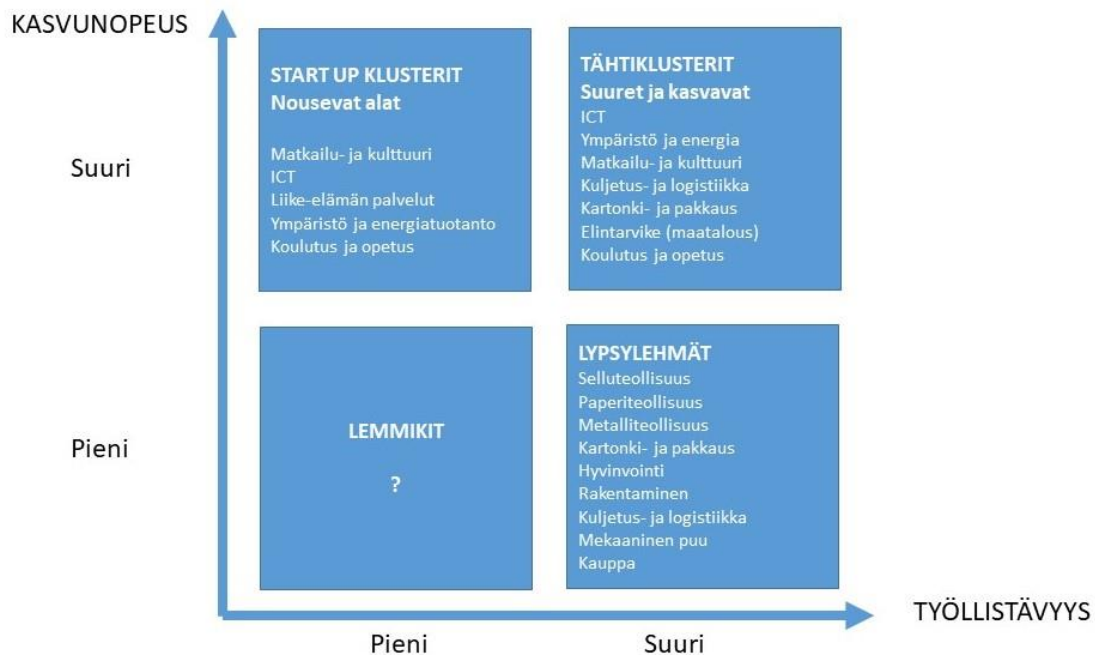 KASVUNOPEUS
START UP KLUSTERIT
Nousevat alat
Matkailu- ja kulttuuri
ICT
Liike-elämän palvelut
Ympäristö ja energiatuotanto
Koulutus ja opetus
TÄHTIKLUSTERIT
Suuret ja kasvavat
ICT
Ympäristö ja energia
Matkailu- ja kulttuuri
Kuljetus- ja logistiikka
Kartonki- ja pakkaus
Elintarvike (maatalous)
Koulutus ja opetus
Suuri
LEMMIKIT
?
LYPSYLEHMÄT
Selluteollisuus
Paperiteollisuus
Metalliteollisuus
Kartonki- ja pakkaus
Hyvinvointi
Rakentaminen
Kuljetus- ja logistiikka
Mekaaninen puu
Kauppa
Pieni
TYÖLLISTÄVYYS
Pieni
Suuri